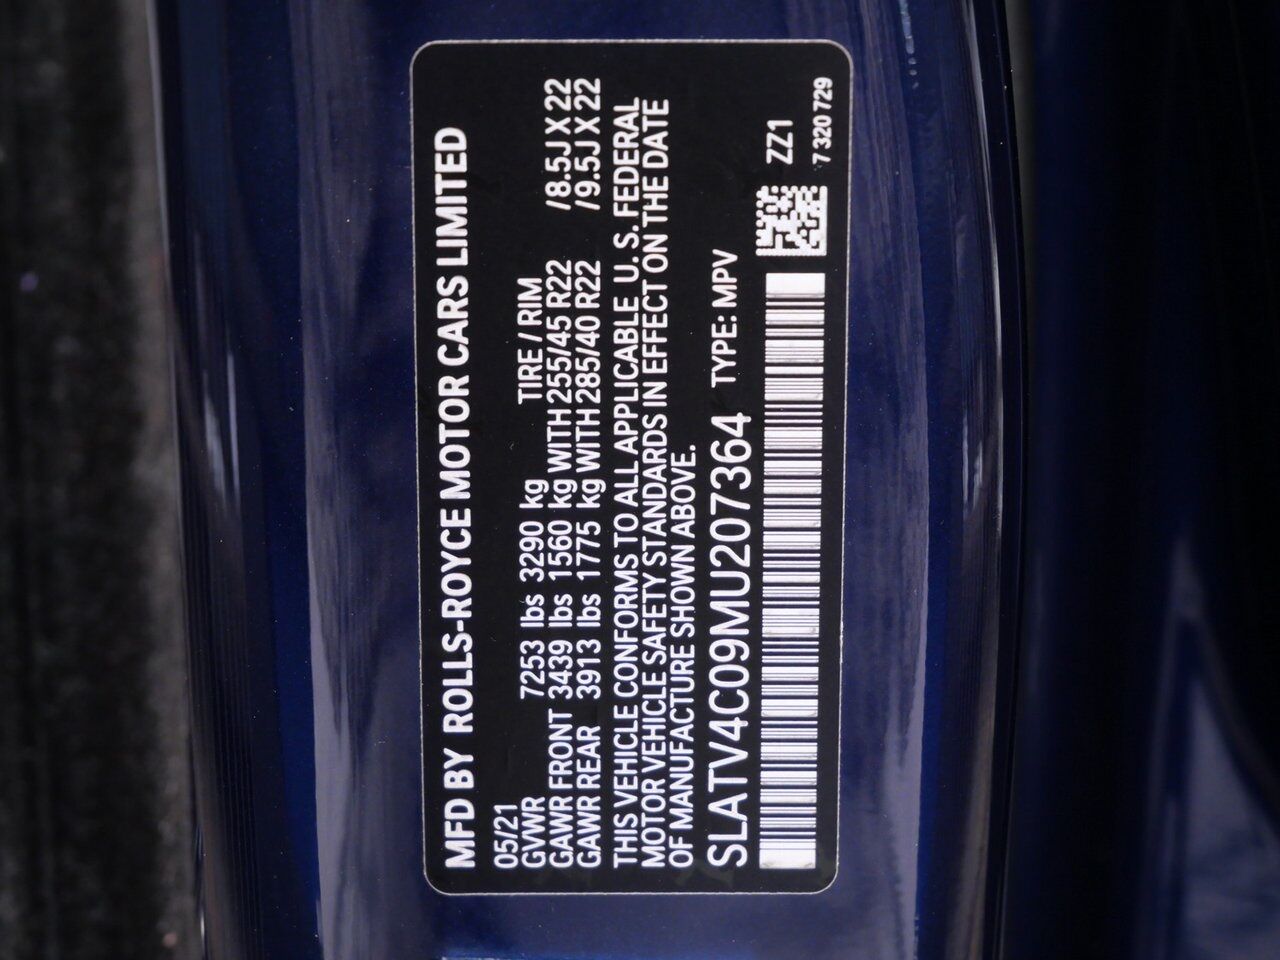 MFD BY ROLLS-ROYCE MOTOR CARS LIMITED
05/21
GVWR 7253 lbs 3290 kg TIRE / RIM
GAWR FRONT 3439 lbs 1560 kg WITH 255/45 R22 /8.5J X 22
GAWR REAR 3913 lbs 1775 kg WITH 285/40 R22 / 9.5J X 22
THIS VEHICLE CONFORMS TO ALL APPLICABLE U.S. FEDERAL
MOTOR VEHICLE SAFETY STANDARDS IN EFFECT ON THE DATE
OF MANUFACTURE SHOWN ABOVE.
SLATV4C09MU207364 TYPE: MPV
ZZ1
7 320 729